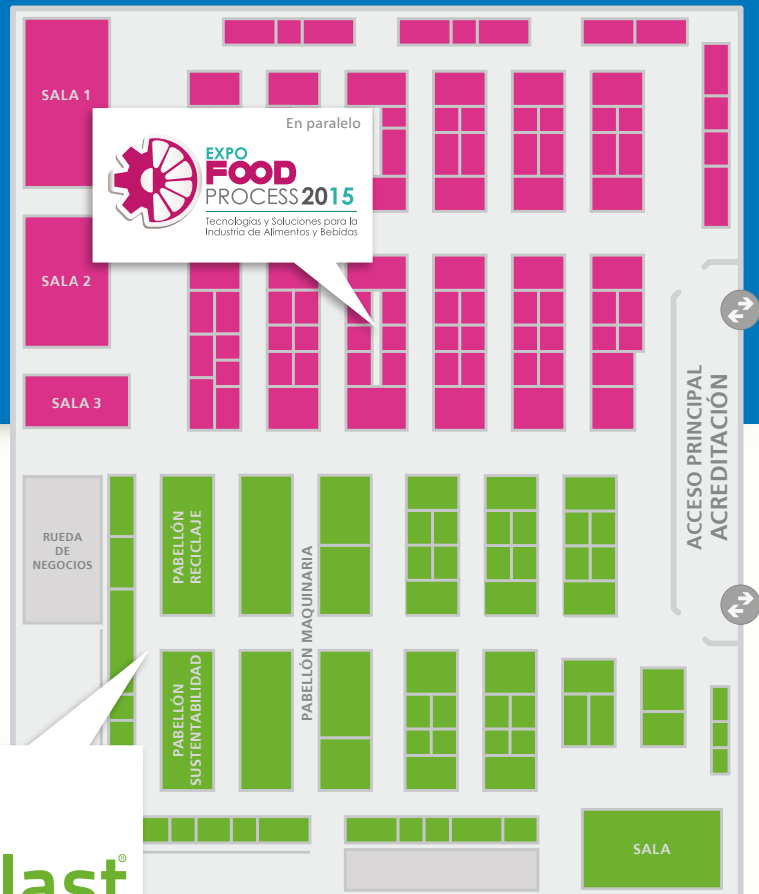 SALA 1
En paralelo
EXPO
FOOD
PROCESS 2015
Tecnologías y Soluciones para la
Industria de Alimentos y Bebidas
SALA 2
SALA 3
ACCESO PRINCIPAL
ACREDITACIÓN
RUEDA
DE
NEGOCIOS
PABELLÓN
RECICLAJE
PABELLÓN MAQUINARIA
PABELLÓN
SUSTENTABILIDAD
last®
SALA